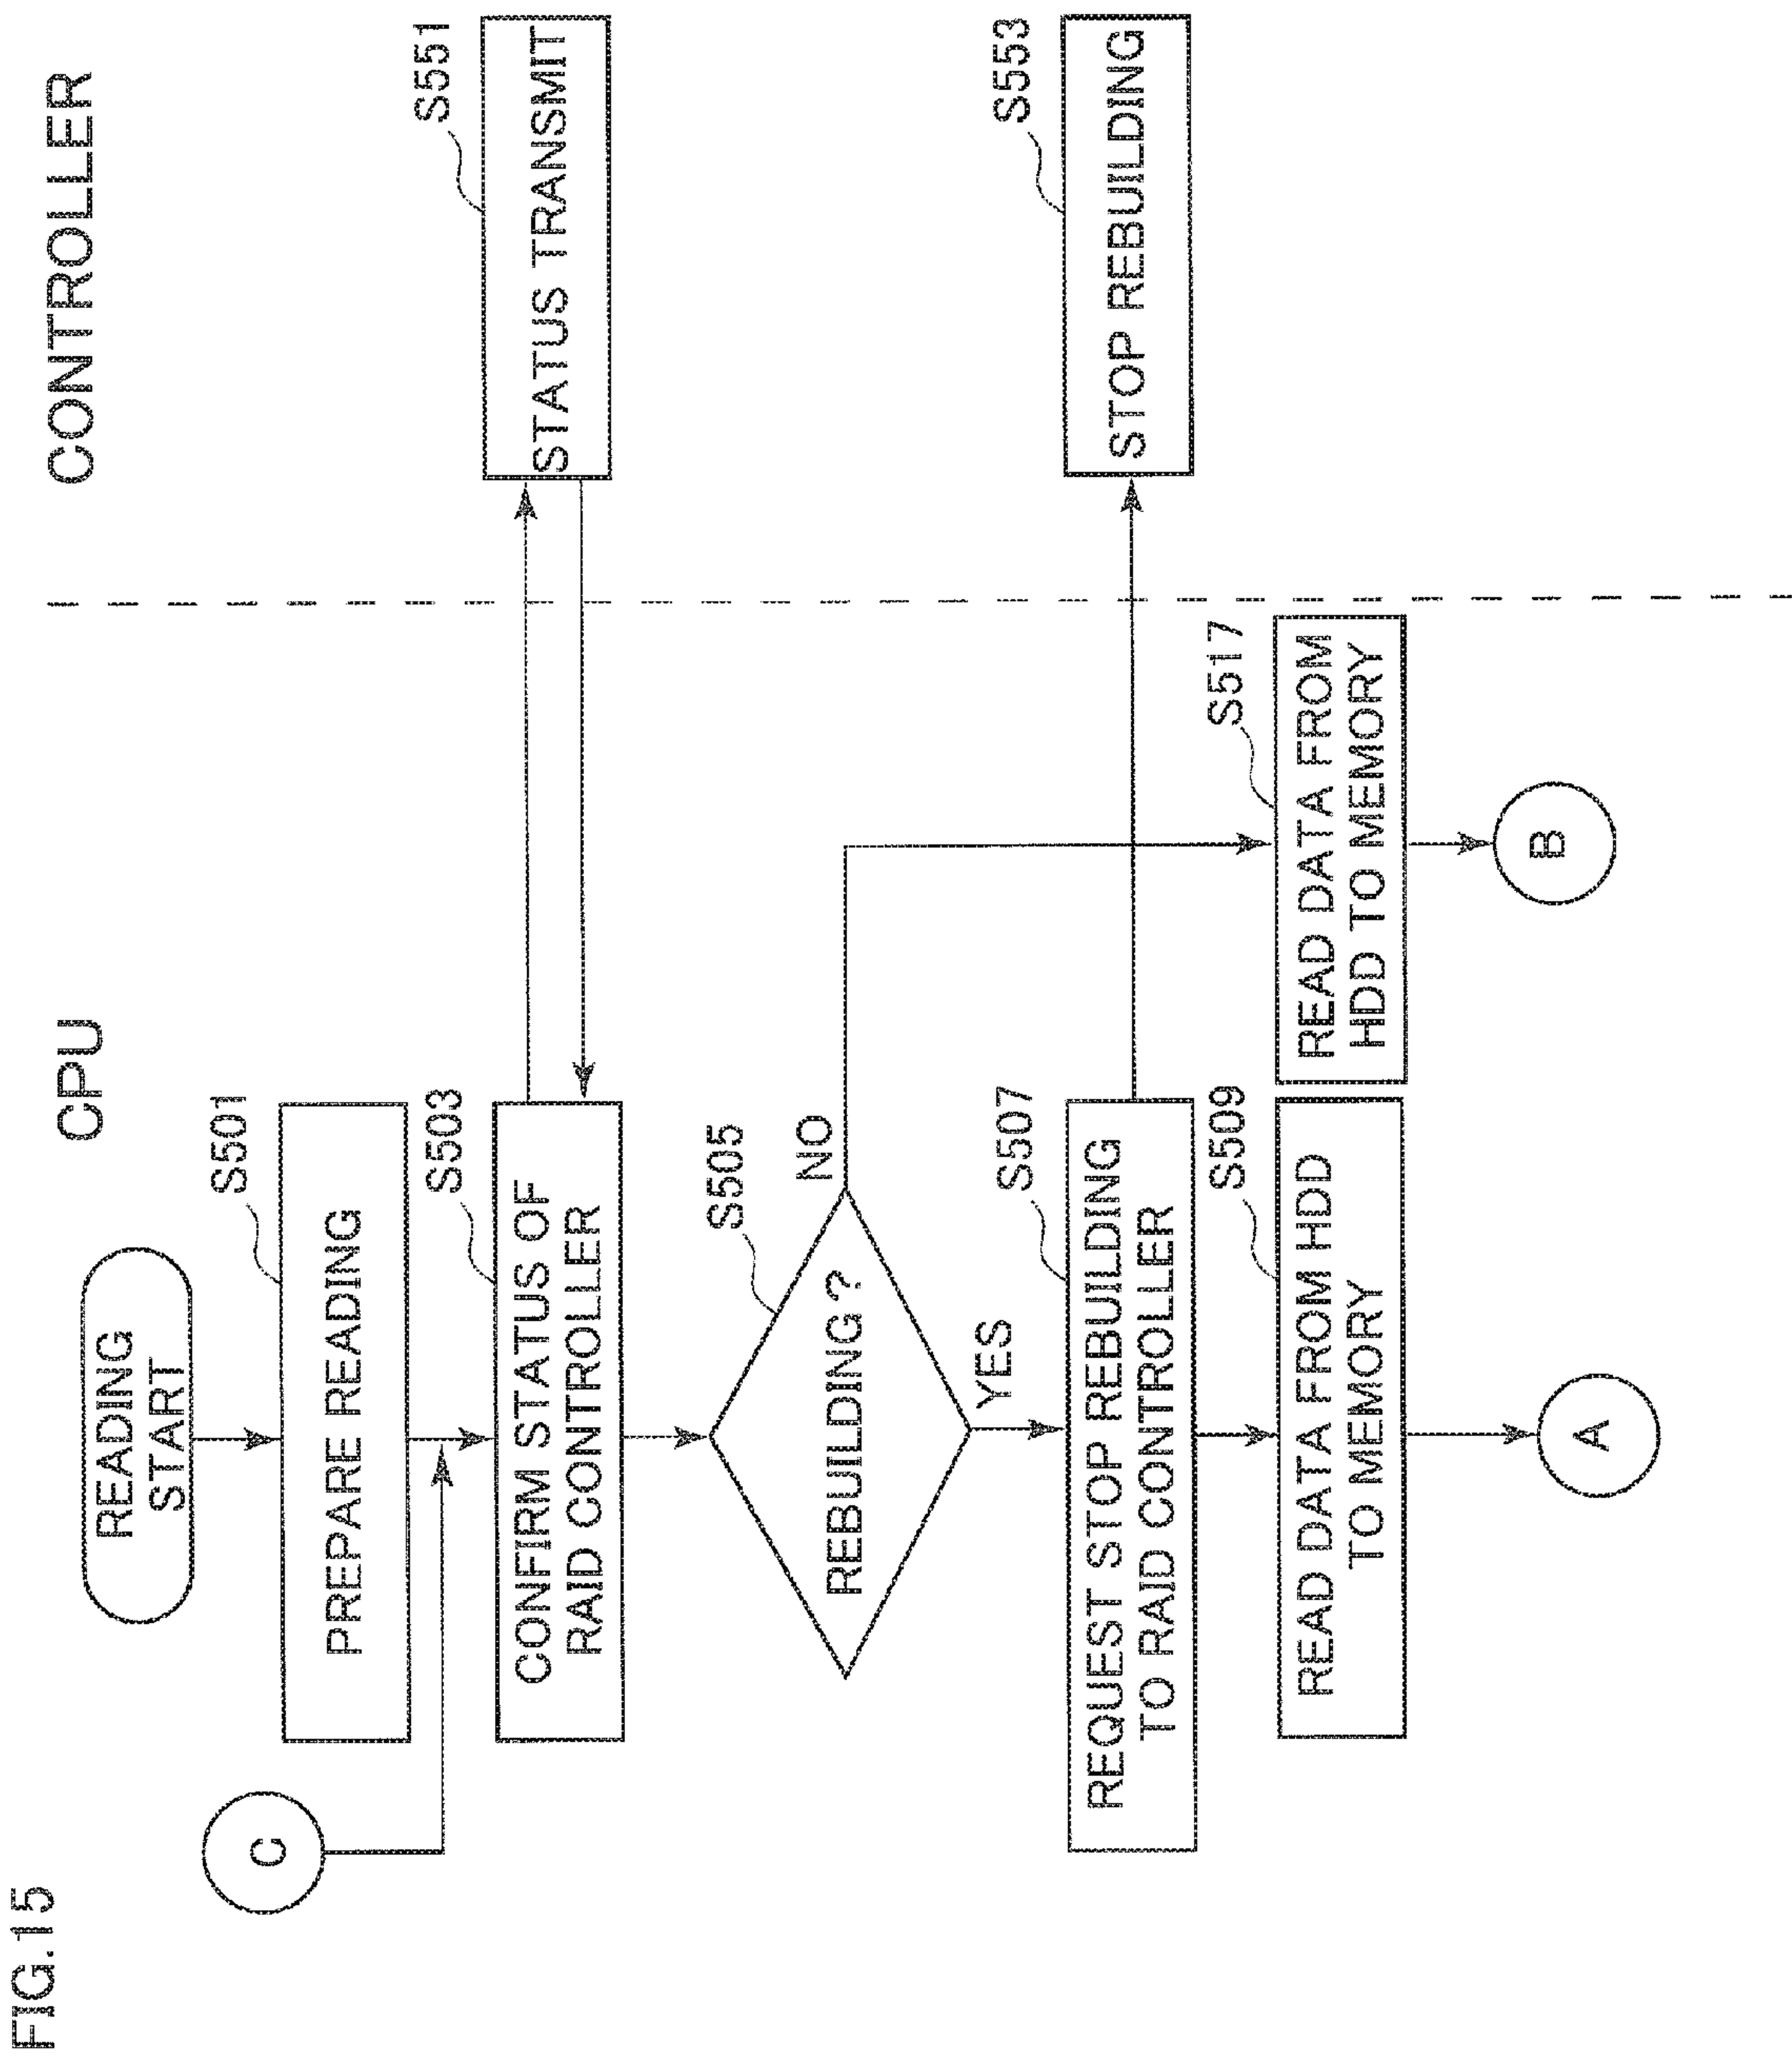 FIG.15
CPU
CONTROLLER
READING
START
C
S501
PREPARE READING
S503
CONFIRM STATUS OF
RAID CONTROLLER
S551
STATUS TRANSMIT
S505
REBUILDING ?
NO
YES
S507
REQUEST STOP REBUILDING
TO RAID CONTROLLER
S553
STOP REBUILDING
S509
READ DATA FROM HDD
TO MEMORY
S517
READ DATA FROM
HDD TO MEMORY
A
B